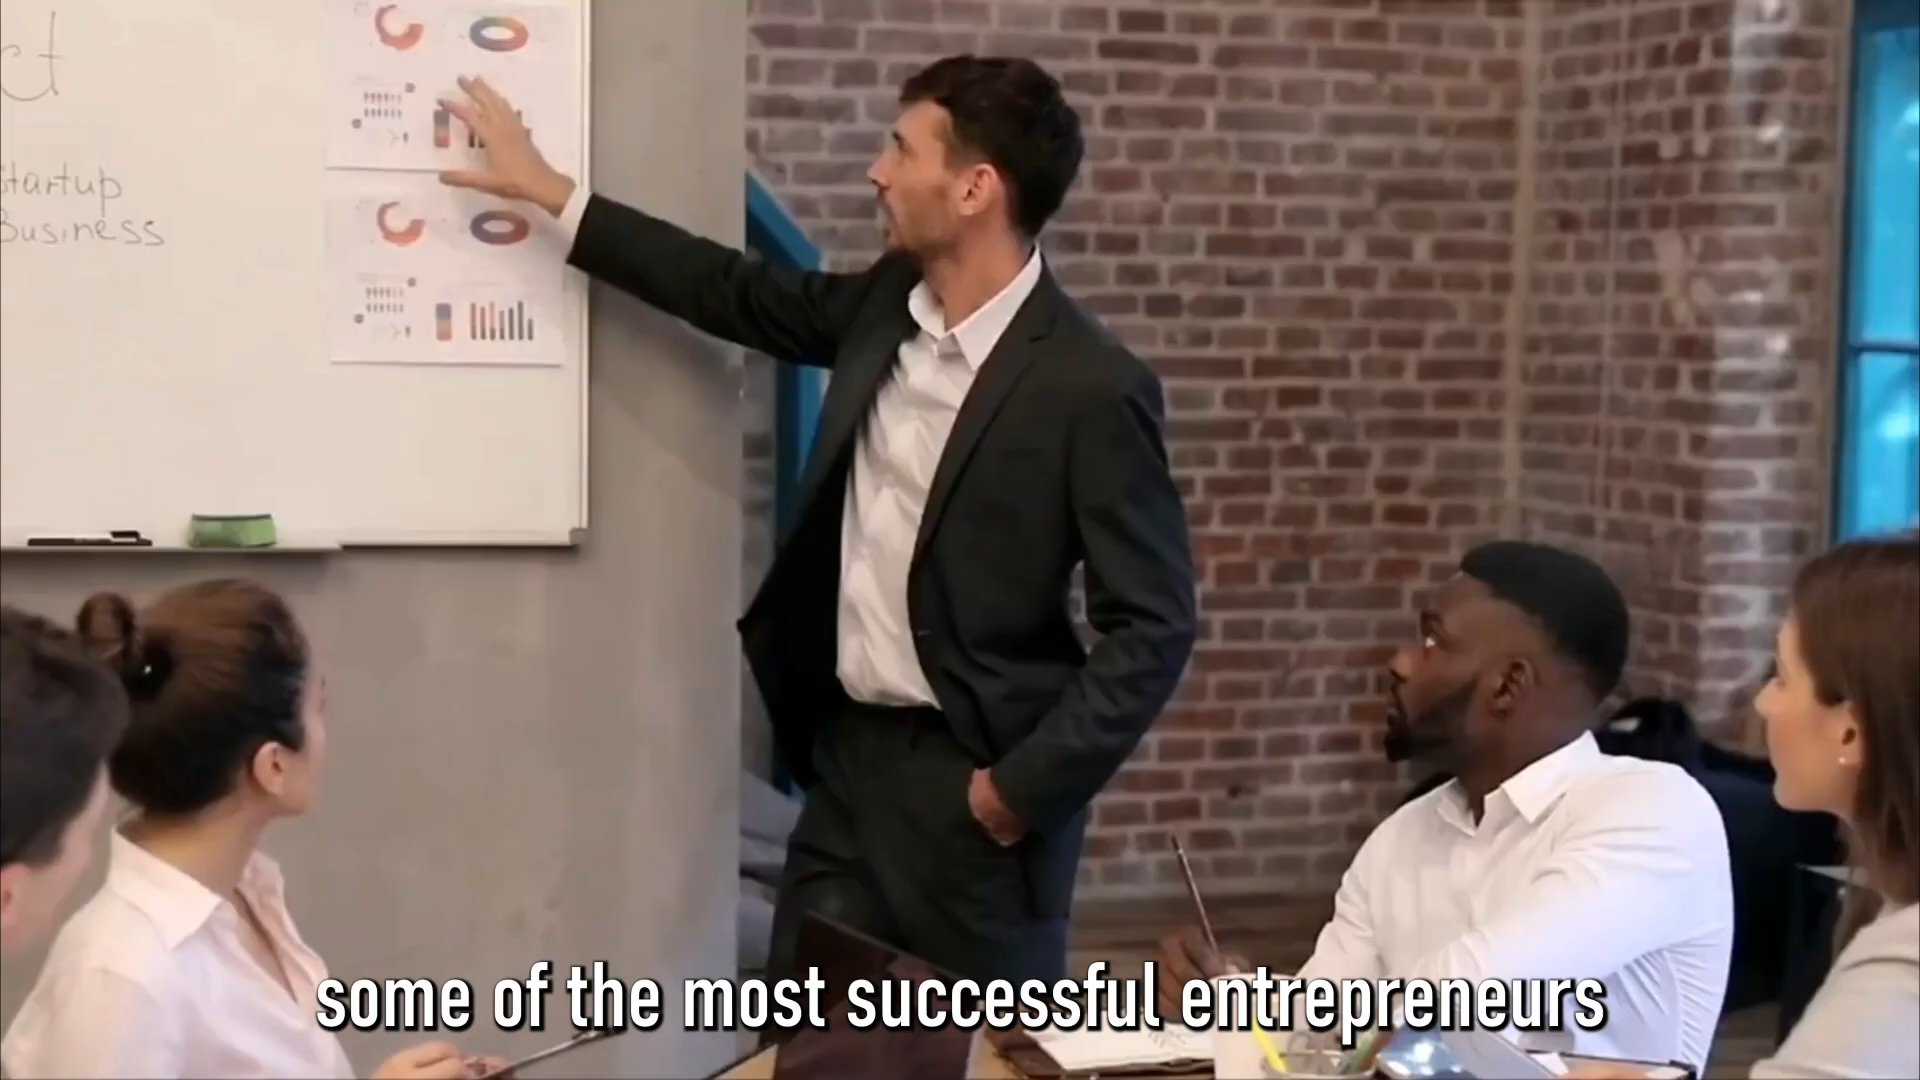 ct
Startup
Business
some of the most successful entrepreneurs